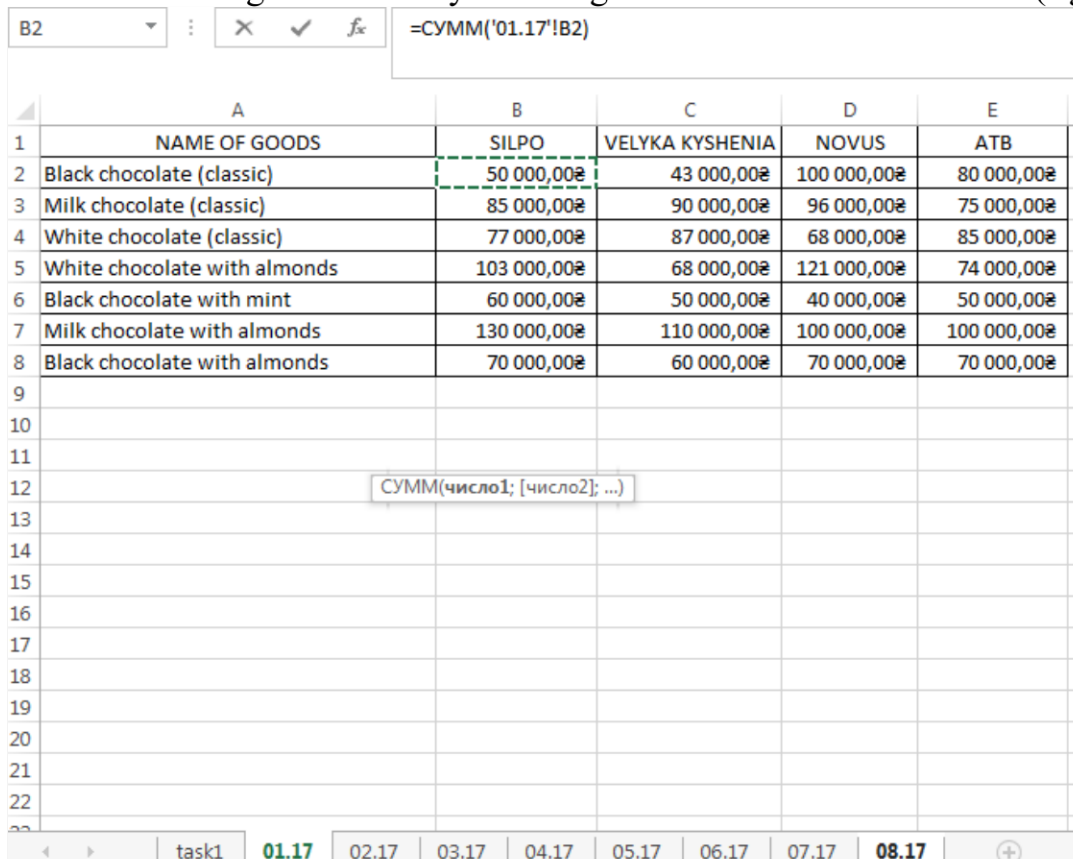 B2 fx =СУММ('01.17'!B2)
A B C D E
1 NAME OF GOODS SILPO VELYKA KYSHENIA NOVUS ATB
2 Black chocolate (classic) 50 000,00₴ 43 000,00₴ 100 000,00₴ 80 000,00₴
3 Milk chocolate (classic) 85 000,00₴ 90 000,00₴ 96 000,00₴ 75 000,00₴
4 White chocolate (classic) 77 000,00₴ 87 000,00₴ 68 000,00₴ 85 000,00₴
5 White chocolate with almonds 103 000,00₴ 68 000,00₴ 121 000,00₴ 74 000,00₴
6 Black chocolate with mint 60 000,00₴ 50 000,00₴ 40 000,00₴ 50 000,00₴
7 Milk chocolate with almonds 130 000,00₴ 110 000,00₴ 100 000,00₴ 100 000,00₴
8 Black chocolate with almonds 70 000,00₴ 60 000,00₴ 70 000,00₴ 70 000,00₴
9
10
11
12 СУММ(число1; [число2]; ...)
13
14
15
16
17
18
19
20
21
22
task1 01.17 02.17 03.17 04.17 05.17 06.17 07.17 08.17